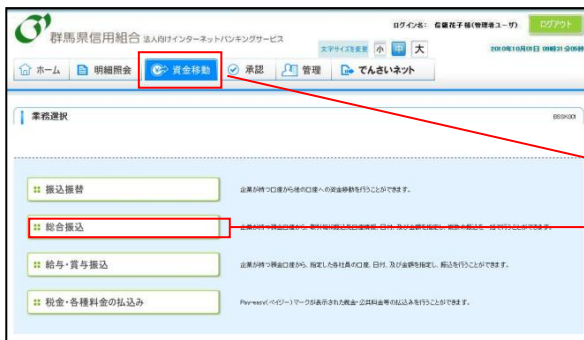 群馬県信用組合 法人向けインターネットバンキングサービス
ログイン名: 信組花子様(管理者ユーザ) ログアウト
文字サイズを変更 小 中 大
2010年10月01日 09時31分05秒
ホーム 明細照会 資金移動 承認 管理 でんさいネット
業務選択 BSSK001
振込振替 企業が持つ口座から他の口座への資金移動を行うことができます。
総合振込
給与・賞与振込 企業が持つ預金口座から、指定した各社員の口座、日付、及び金額を指定し、振込を行うことができます。
税金・各種料金の払込み Pay-easy(ペイジー)マークが表示された税金・公共料金等の払込みを行うことができます。